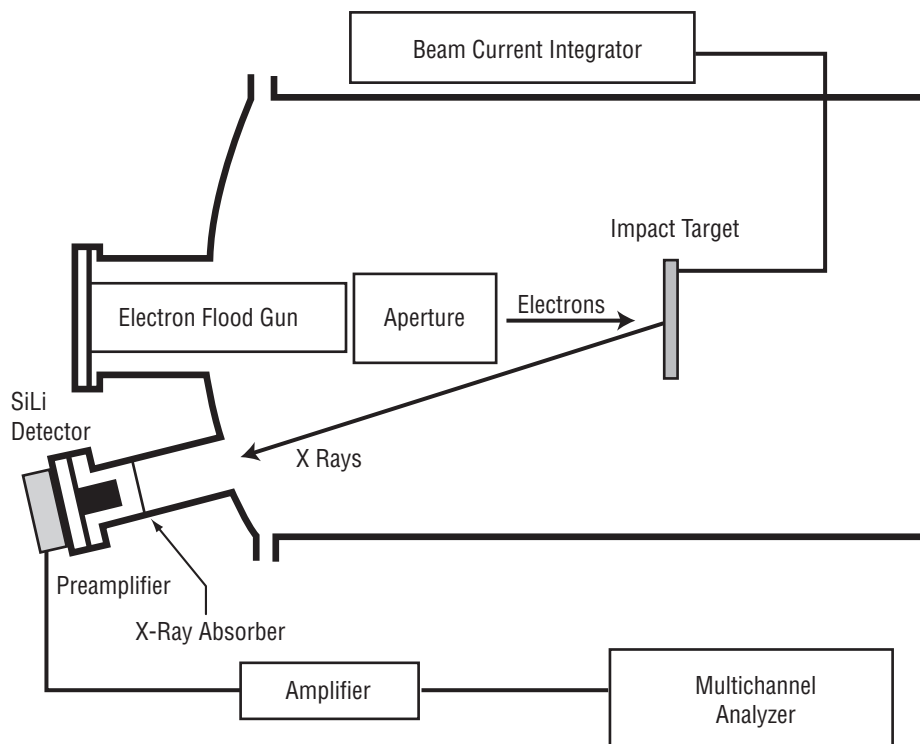 Beam Current Integrator
Impact Target
Electron Flood Gun
Aperture
Electrons
SiLi
Detector
X Rays
Preamplifier
X-Ray Absorber
Amplifier
Multichannel
Analyzer